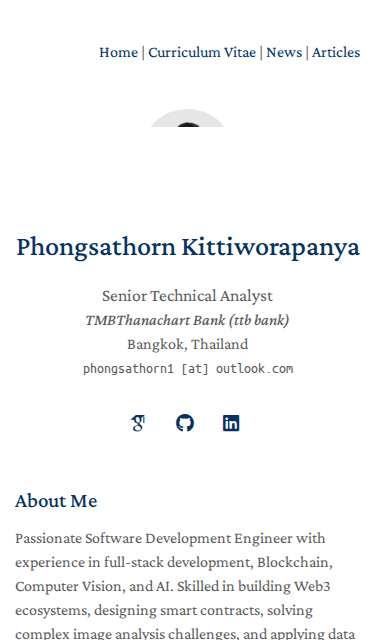 Home | Curriculum Vitae | News | Articles
Phongsathorn Kittiworapanya
Senior Technical Analyst
TMBThanachart Bank (ttb bank)
Bangkok, Thailand
phongsathorn1 [at] outlook.com
About Me
Passionate Software Development Engineer with
experience in full-stack development, Blockchain,
Computer Vision, and AI. Skilled in building Web3
ecosystems, designing smart contracts, solving
complex image analysis challenges, and applying data